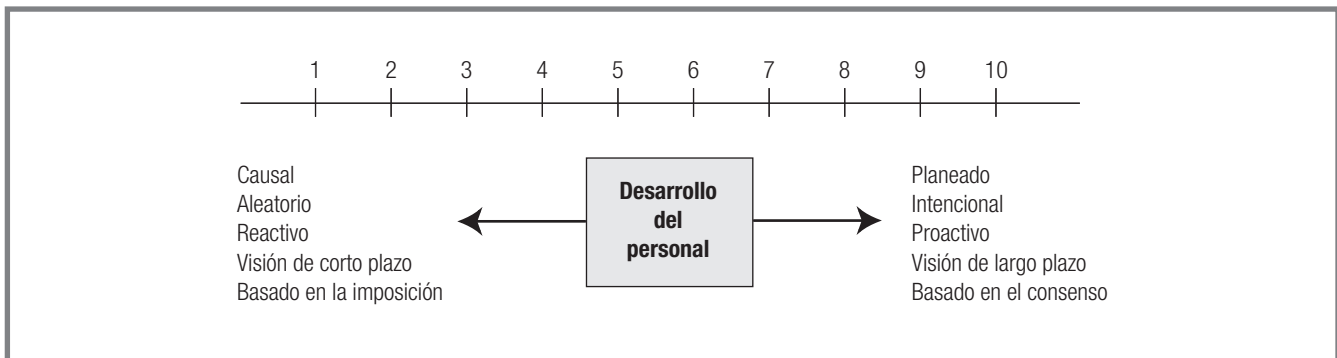 1 2 3 4 5 6 7 8 9 10
Causal
Aleatorio
Reactivo
Visión de corto plazo
Basado en la imposición
Desarrollo
del
personal
Planeado
Intencional
Proactivo
Visión de largo plazo
Basado en el consenso